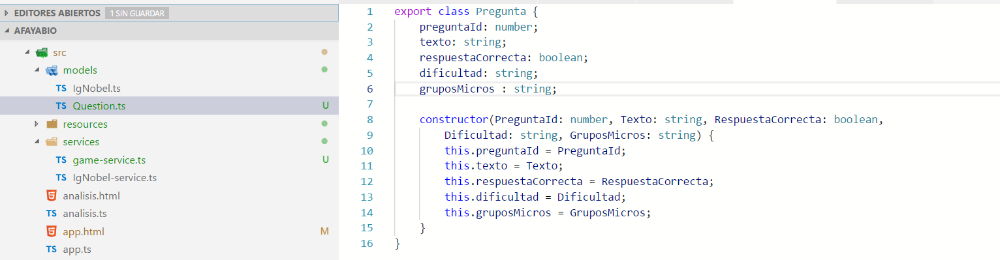 EDITORES ABIERTOS 1 SIN GUARDAR
AFAYABIO
src
models
TS IgNobel.ts
TS Question.ts U
resources
services
TS game-service.ts U
TS IgNobel-service.ts
analisis.html
TS analisis.ts
app.html M
TS app.ts
1 export class Pregunta {
2 preguntaId: number;
3 texto: string;
4 respuestaCorrecta: boolean;
5 dificultad: string;
6 gruposMicros : string;
7
8 constructor(PreguntaId: number, Texto: string, RespuestaCorrecta: boolean,
9 Dificultad: string, GruposMicros: string) {
10 this.preguntaId = PreguntaId;
11 this.texto = Texto;
12 this.respuestaCorrecta = RespuestaCorrecta;
13 this.dificultad = Dificultad;
14 this.gruposMicros = GruposMicros;
15 }
16 }